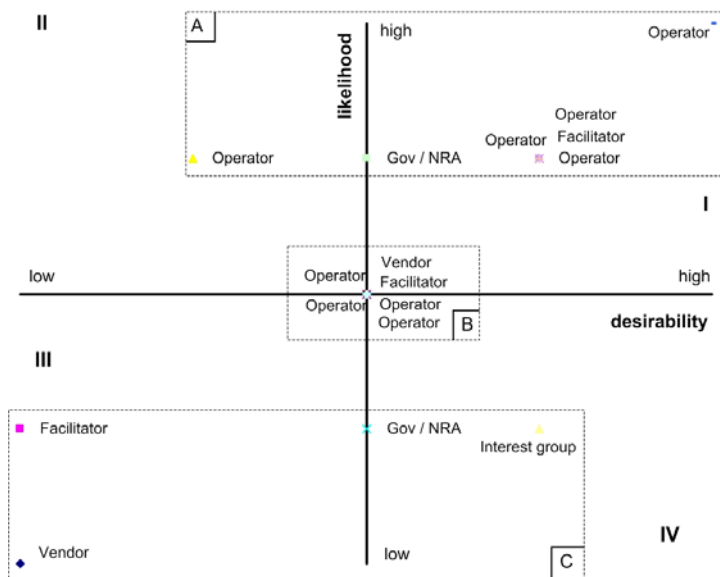 II
A
high
Operator
likelihood
Operator
Operator
Facilitator
Operator
Gov / NRA
Operator
I
low
Operator
Vendor
Facilitator
high
Operator
Operator
Operator
B
desirability
III
Facilitator
Gov / NRA
Interest group
Vendor
low
C
IV